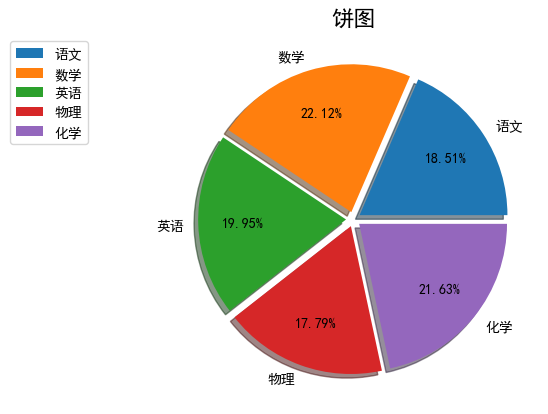 饼图
语文
数学
英语
物理
化学
数学
语文
英语
物理
化学
22.12%
18.51%
19.95%
17.79%
21.63%